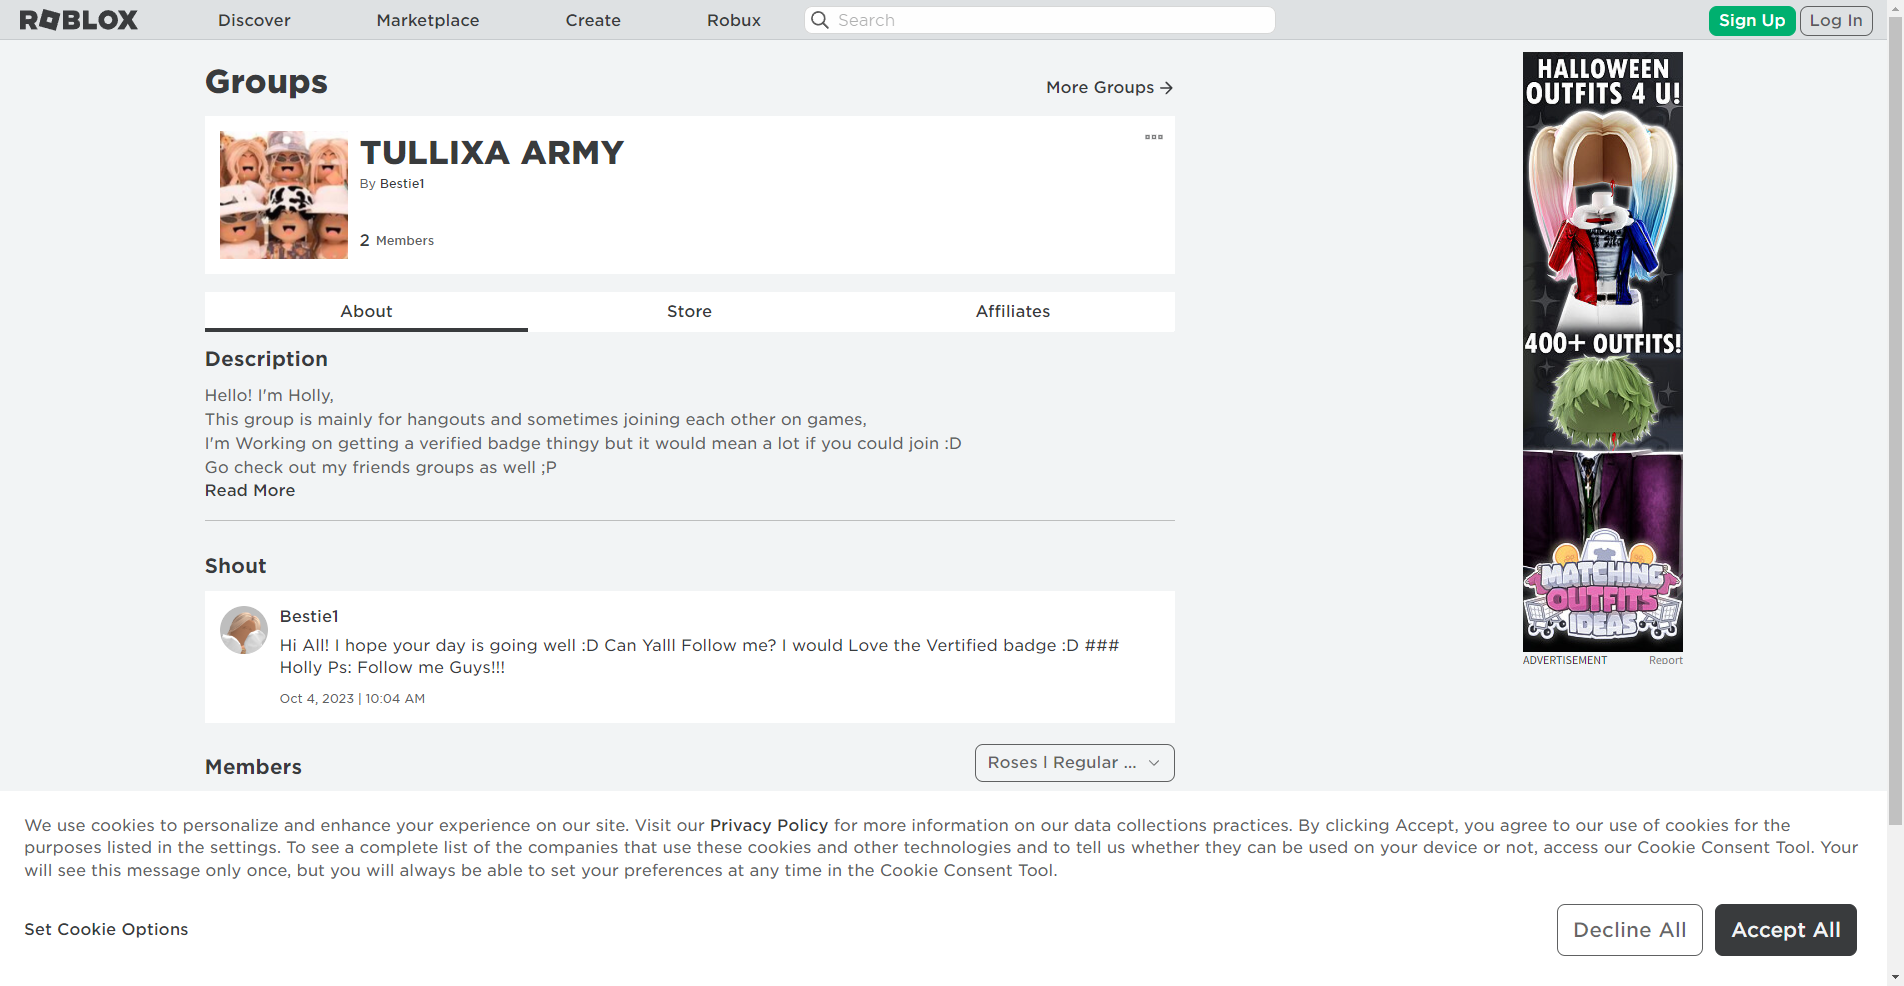 ROBLOX
Discover
Marketplace
Create
Robux
Search
Sign Up
Log In
Groups
More Groups
TULLIXA ARMY
By Bestie1
2 Members
About
Store
Affiliates
Description
Hello! I'm Holly,
This group is mainly for hangouts and sometimes joining each other on games,
I'm Working on getting a verified badge thingy but it would mean a lot if you could join :D
Go check out my friends groups as well ;P
Read More
Shout
Bestie1
Hi All! I hope your day is going well :D Can Yalll Follow me? I would Love the Vertified badge :D ###
Holly Ps: Follow me Guys!!!
Oct 4, 2023 | 10:04 AM
Members
Roses l Regular ...
HALLOWEEN
OUTFITS 4 U!
400+ OUTFITS!
MATCHING
OUTFITS
IDEAS
ADVERTISEMENT
Report
We use cookies to personalize and enhance your experience on our site. Visit our Privacy Policy for more information on our data collections practices. By clicking Accept, you agree to our use of cookies for the
purposes listed in the settings. To see a complete list of the companies that use these cookies and other technologies and to tell us whether they can be used on your device or not, access our Cookie Consent Tool. Your
will see this message only once, but you will always be able to set your preferences at any time in the Cookie Consent Tool.
Set Cookie Options
Decline All
Accept All